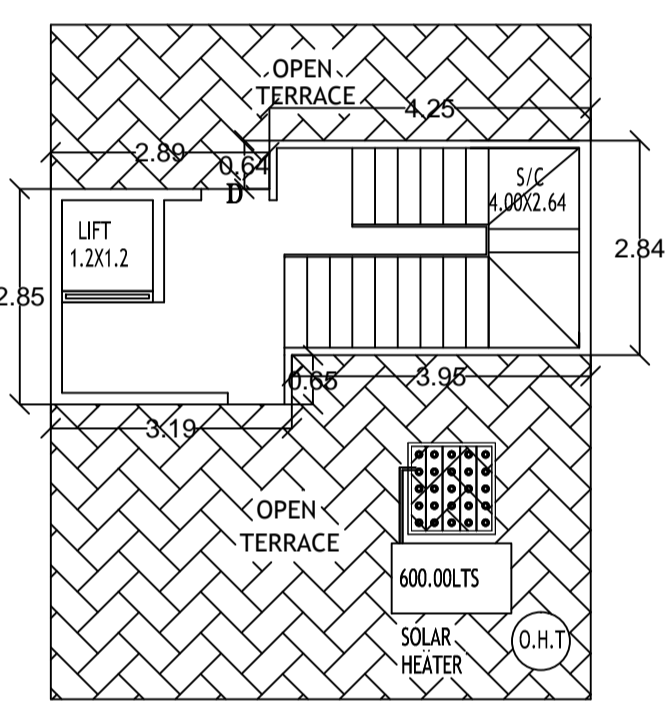 OPEN
TERRACE
4.25
2.89
0.64
D
S/C
4.00X2.64
LIFT
1.2X1.2
2.84
2.85
0.65
3.95
3.19
OPEN
TERRACE
600.00LTS
SOLAR
HEATER
O.H.T